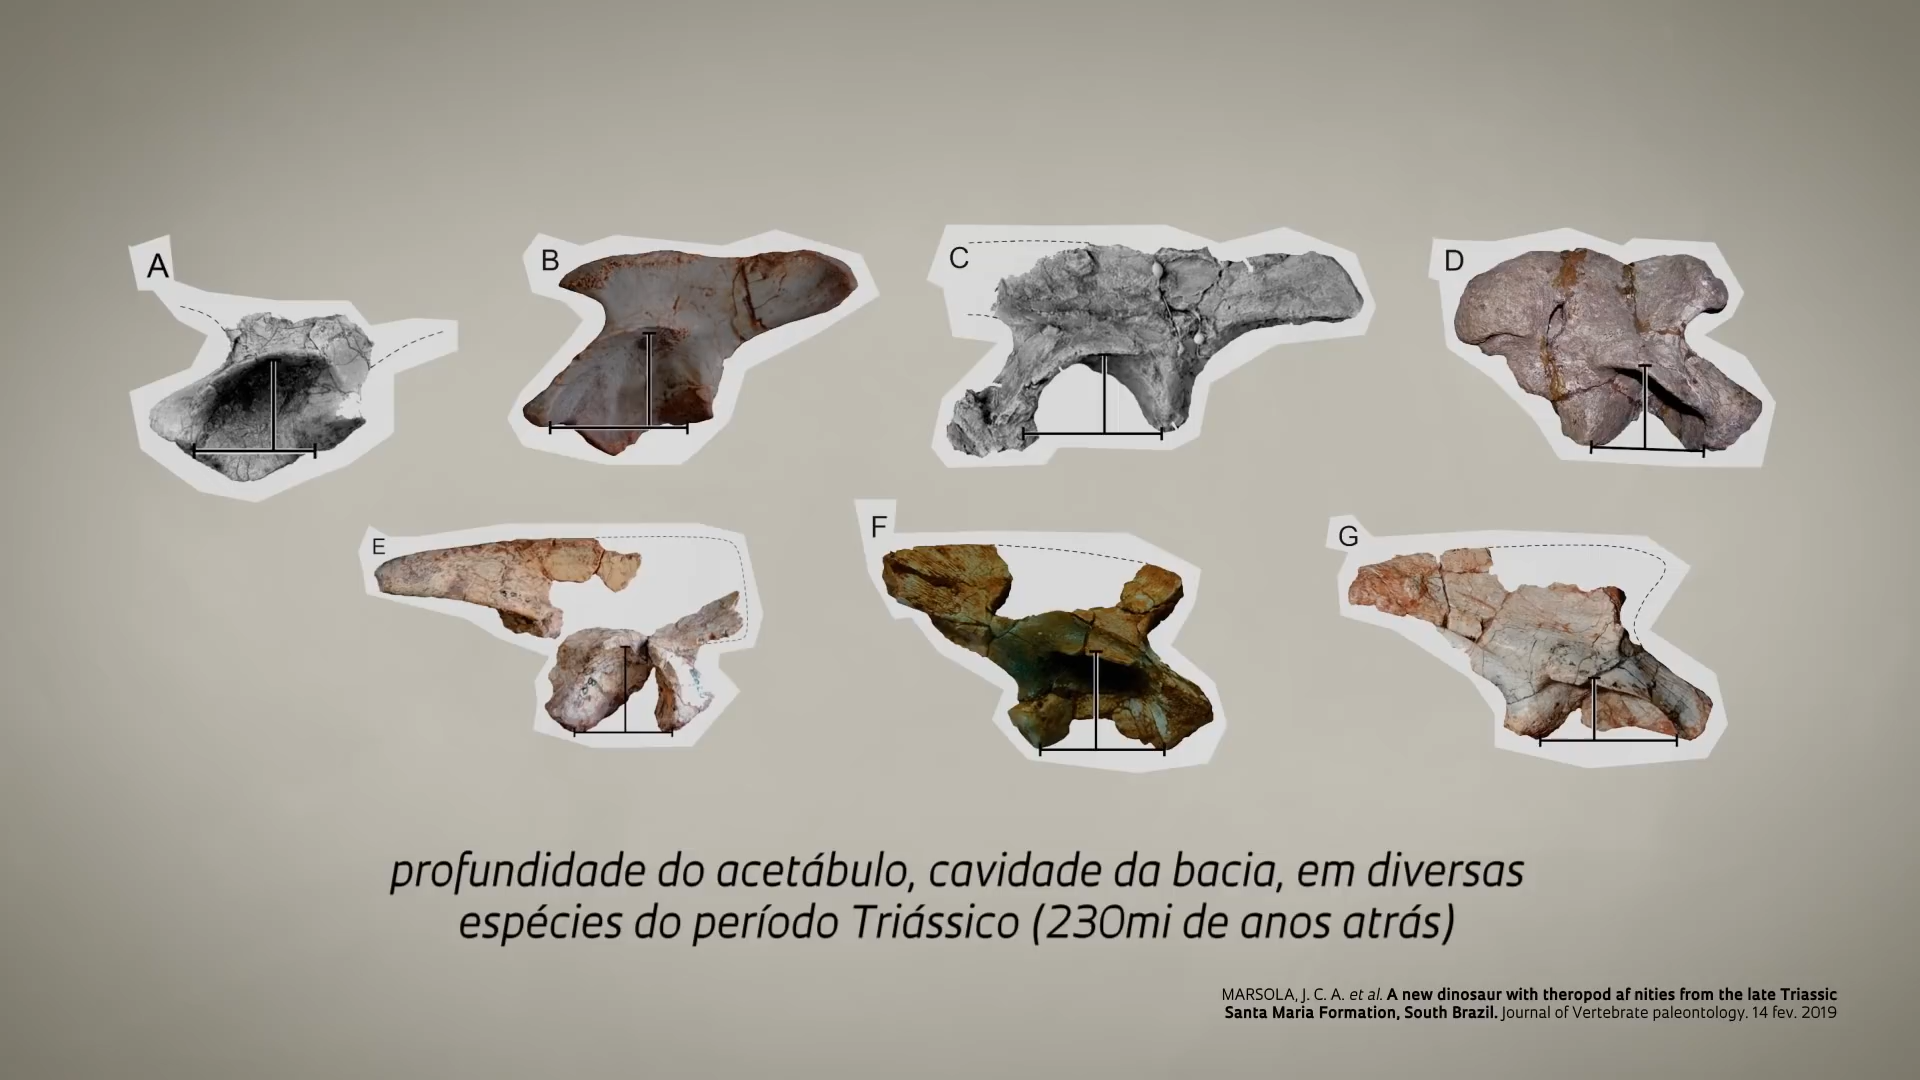 A
B
C
D
E
F
G
profundidade do acetábulo, cavidade da bacia, em diversas
espécies do período Triássico (230mi de anos atrás)
MARSOLA, J. C. A. et al. A new dinosaur with theropod af nities from the late Triassic
Santa Maria Formation, South Brazil. Journal of Vertebrate paleontology. 14 fev. 2019